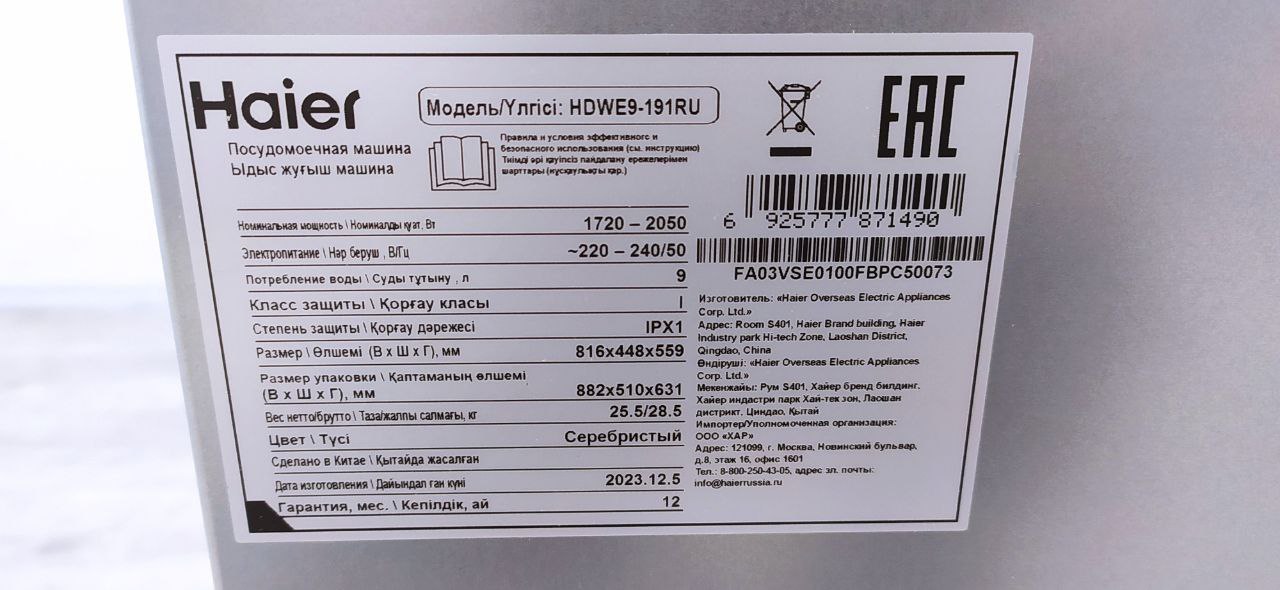 Haier
Модель/Үлгісі: HDWE9-191RU
EAC
Посудомоечная машина
Ыдыс жуғыш машина
Правила и условия эффективного и
безопасного использования (см. инструкцию)
Тиімді әрі қауіпсіз пайдалану ережелерімен
шарттары (нұсқаулықты қар.)
Номинальная мощность \ Номиналды қуат, Вт 1720 – 2050
Электропитание \ Нәр беруш , В/Гц ~220 – 240/50
Потребление воды \ Суды тұтыну , л 9
Класс защиты \ Қорғау класы I
Степень защиты \ Қорғау дәрежесі IPX1
Размер \ Өлшемі (В х Ш х Г), мм 816x448x559
Размер упаковки \ Қаптаманың өлшемі
(В х Ш х Г), мм 882x510x631
Вес нетто/брутто \ Таза/жалпы салмағы, кг 25.5/28.5
Цвет \ Түсі Серебристый
Сделано в Китае \ Қытайда жасалған
Дата изготовления \ Дайындал ған күні 2023.12.5
Гарантия, мес. \ Кепілдік, ай 12
6 925777 871490
FA03VSE0100FBPC50073
Изготовитель: «Haier Overseas Electric Appliances
Corp. Ltd.»
Адрес: Room S401, Haier Brand building, Haier
Industry park Hi-tech Zone, Laoshan District,
Qingdao, China
Өндіруші: «Haier Overseas Electric Appliances
Corp. Ltd.»
Мекенжайы: Рум S401, Хайер бренд билдинг,
Хайер индастри парк Хай-тек зон, Лаошан
дистрикт, Циндао, Қытай
Импортер/Уполномоченная организация:
ООО «ХАР»
Адрес: 121099, г. Москва, Новинский бульвар,
д.8, этаж 16, офис 1601
Тел.: 8-800-250-43-05, адрес эл. почты:
info@haierrussia.ru